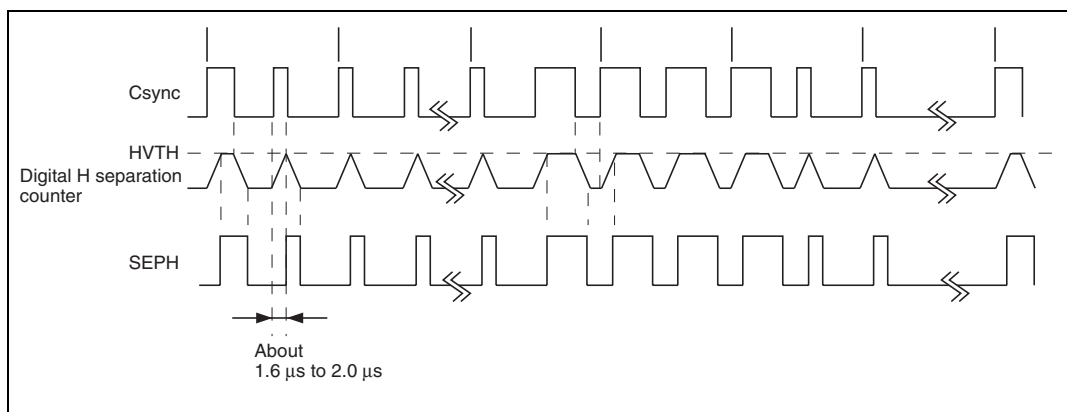 Csync
HVTH
Digital H separation
counter
SEPH
About
1.6 μs to 2.0 μs